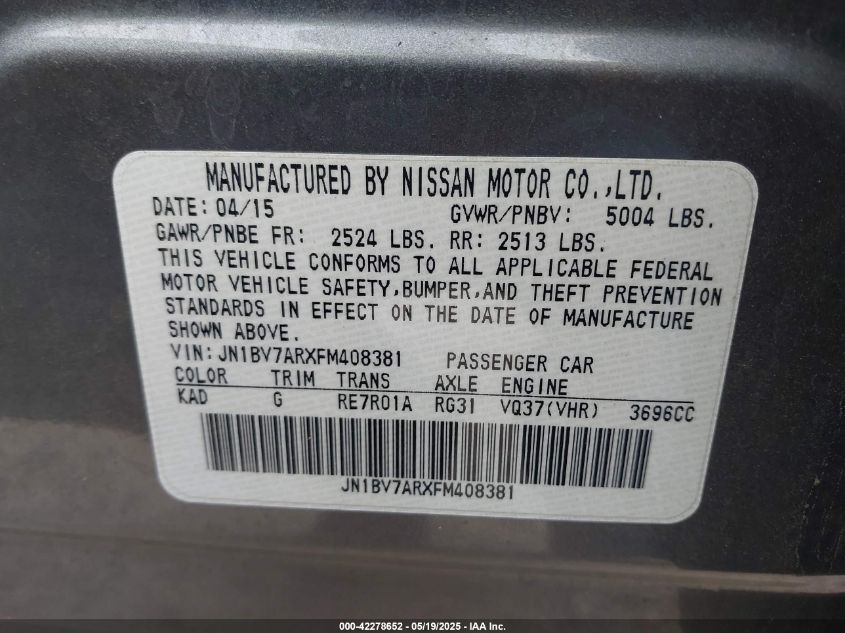 MANUFACTURED BY NISSAN MOTOR CO.,LTD.
DATE: 04/15 GVWR/PNBV: 5004 LBS.
GAWR/PNBE FR: 2524 LBS. RR: 2513 LBS.
THIS VEHICLE CONFORMS TO ALL APPLICABLE FEDERAL
MOTOR VEHICLE SAFETY,BUMPER,AND THEFT PREVENTION
STANDARDS IN EFFECT ON THE DATE OF MANUFACTURE
SHOWN ABOVE.
VIN: JN1BV7ARXFM408381 PASSENGER CAR
COLOR TRIM TRANS AXLE ENGINE
KAD G RE7R01A RG31 VQ37(VHR) 3696CC
JN1BV7ARXFM408381
000-42278652 - 05/19/2025 - IAA Inc.